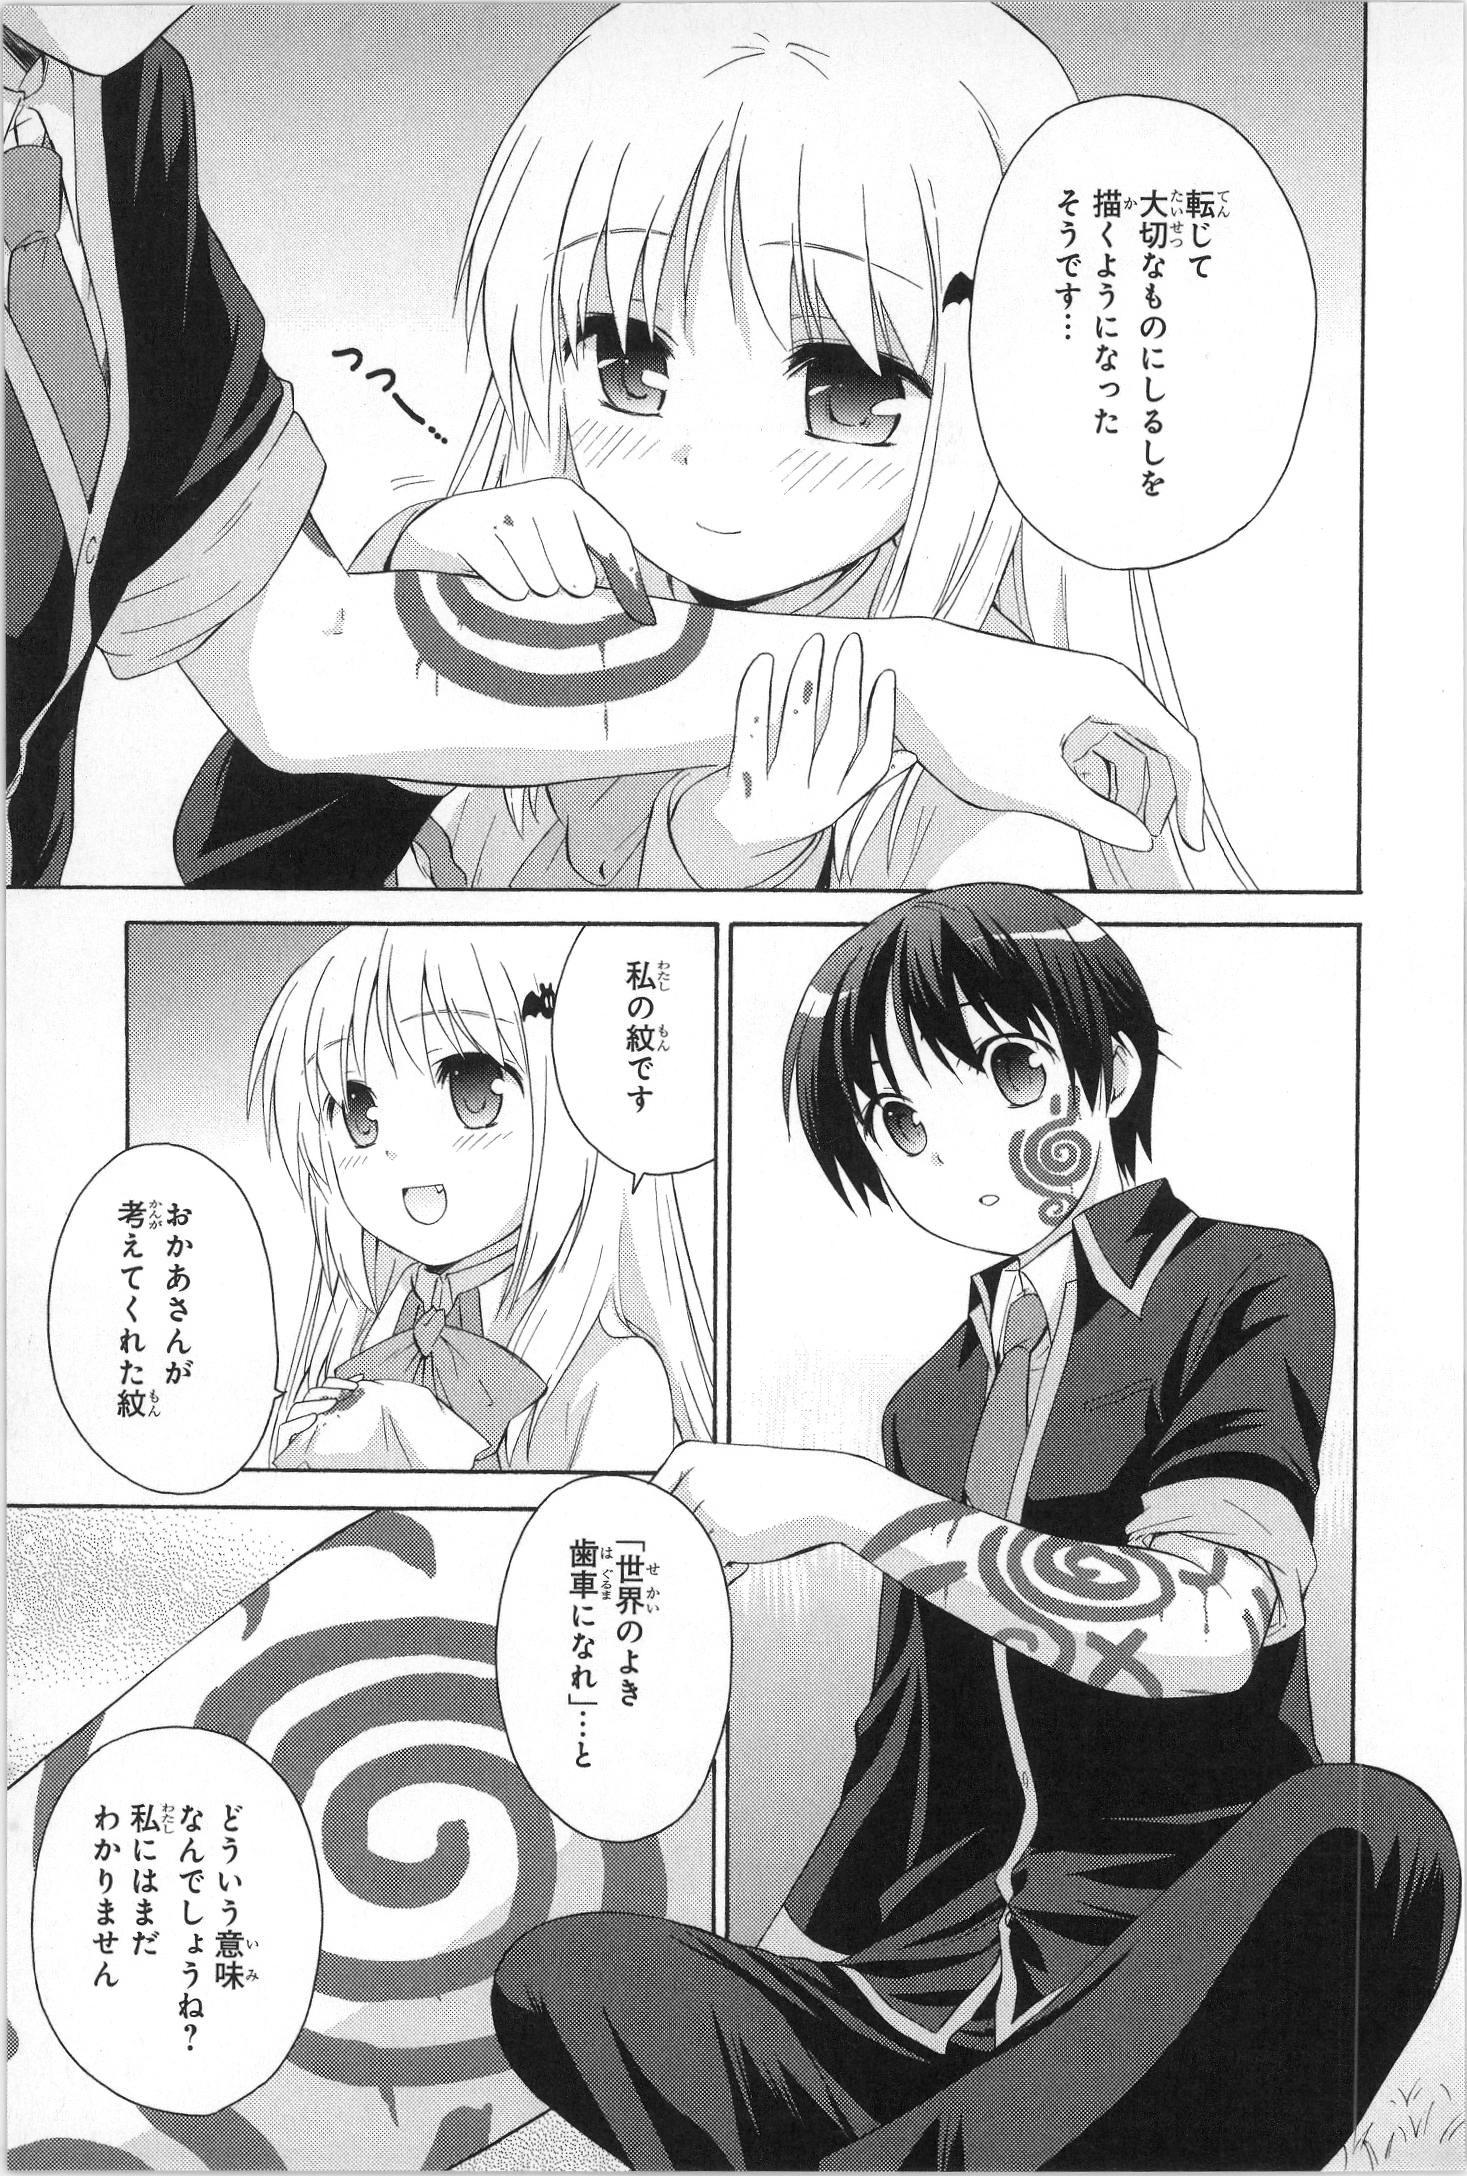 転じて
大切なものにしるしを
描くようになった
そうです…
つつー…
私の紋です
おかあさんが
考えてくれた紋
「世界のよき
歯車になれ」…と
どういう意味
なんでしょうね?
私にはまだ
わかりません